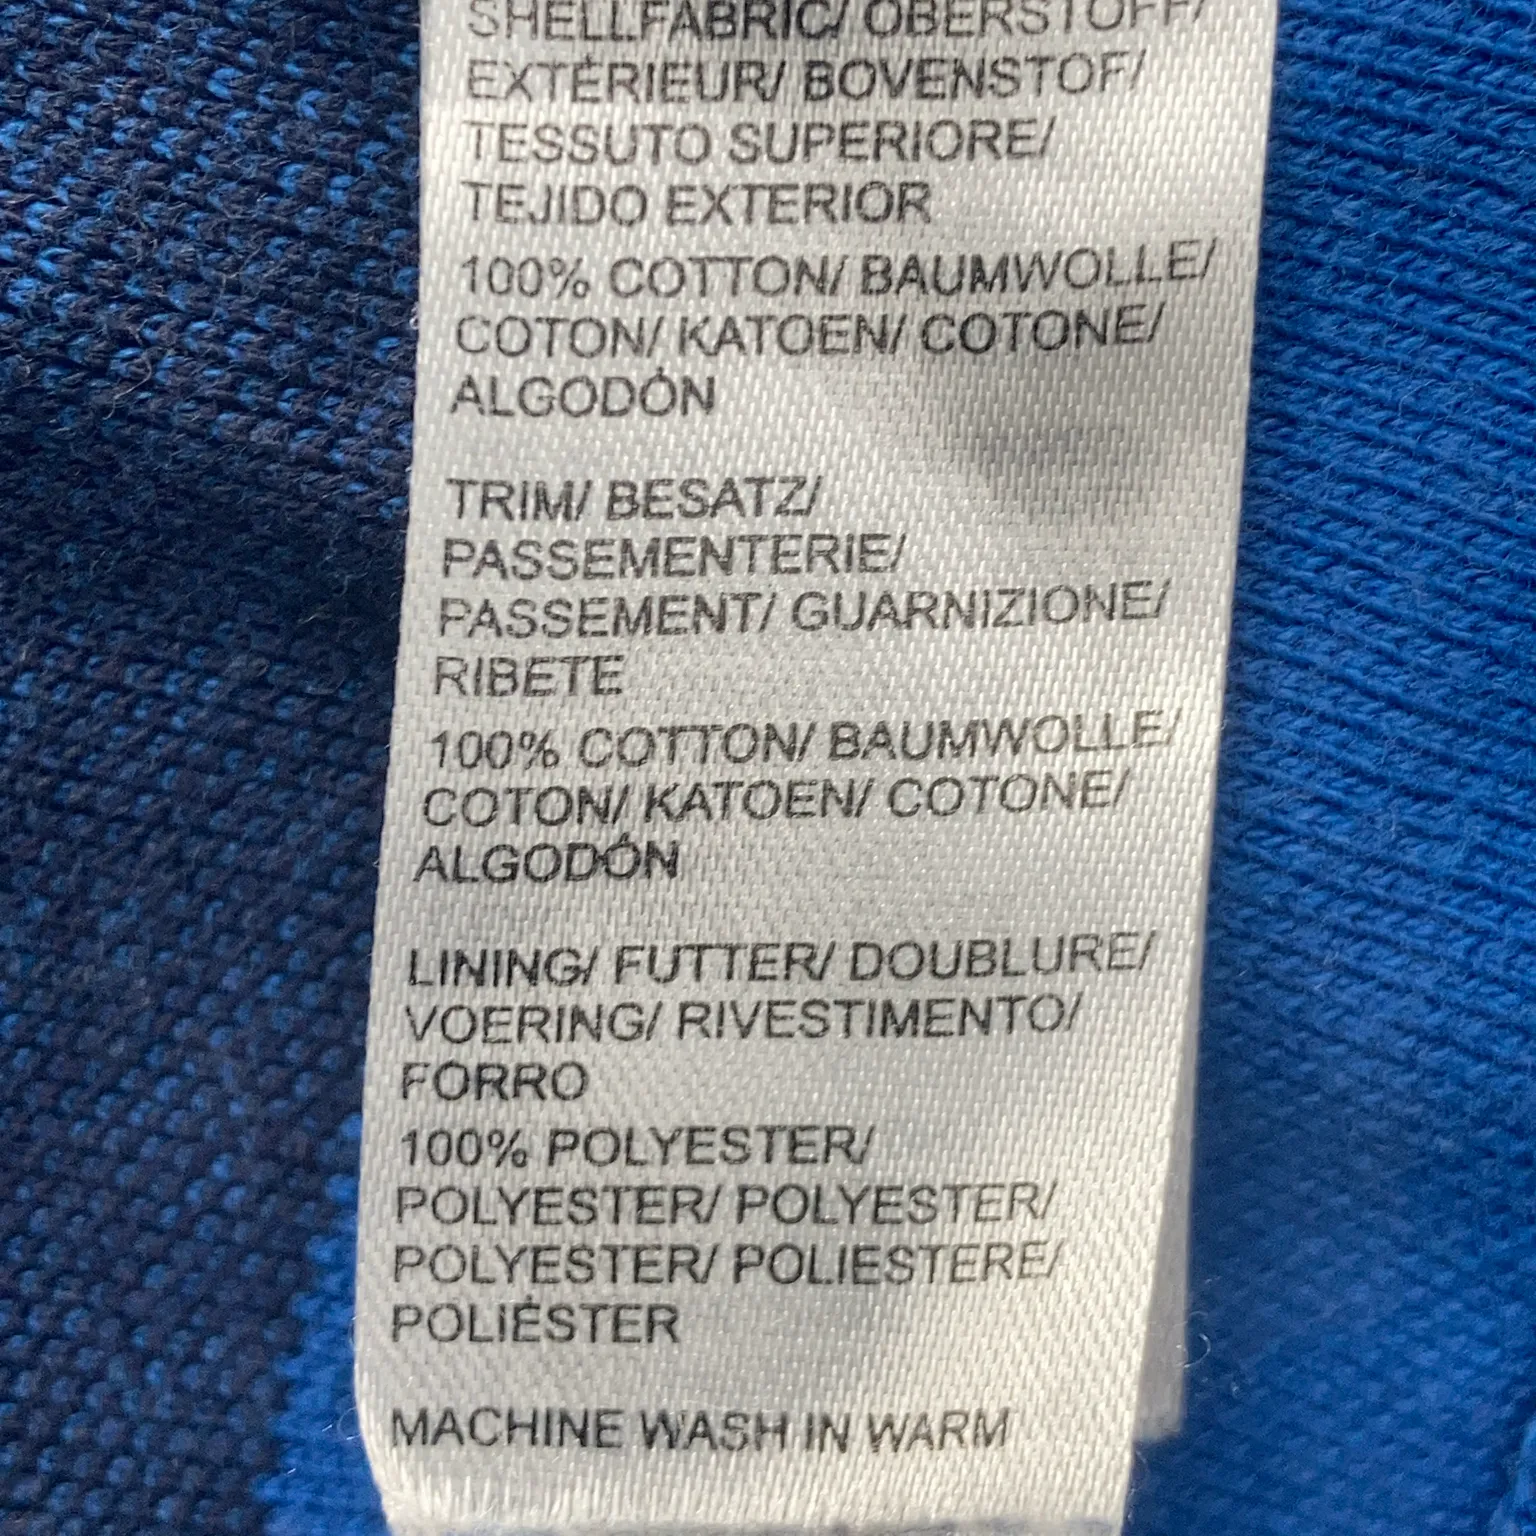 SHELLFABRIC/ OBERSTOFF/
EXTÉRIEUR/ BOVENSTOF/
TESSUTO SUPERIORE/
TEJIDO EXTERIOR
100% COTTON/ BAUMWOLLE/
COTON/ KATOEN/ COTONE/
ALGODÓN
TRIM/ BESATZ/
PASSEMENTERIE/
PASSEMENT/ GUARNIZIONE/
RIBETE
100% COTTON/ BAUMWOLLE/
COTON/ KATOEN/ COTONE/
ALGODÓN
LINING/ FUTTER/ DOUBLURE/
VOERING/ RIVESTIMENTO/
FORRO
100% POLYESTER/
POLYESTER/ POLYESTER/
POLYESTER/ POLIESTERE/
POLIÉSTER
MACHINE WASH IN WARM